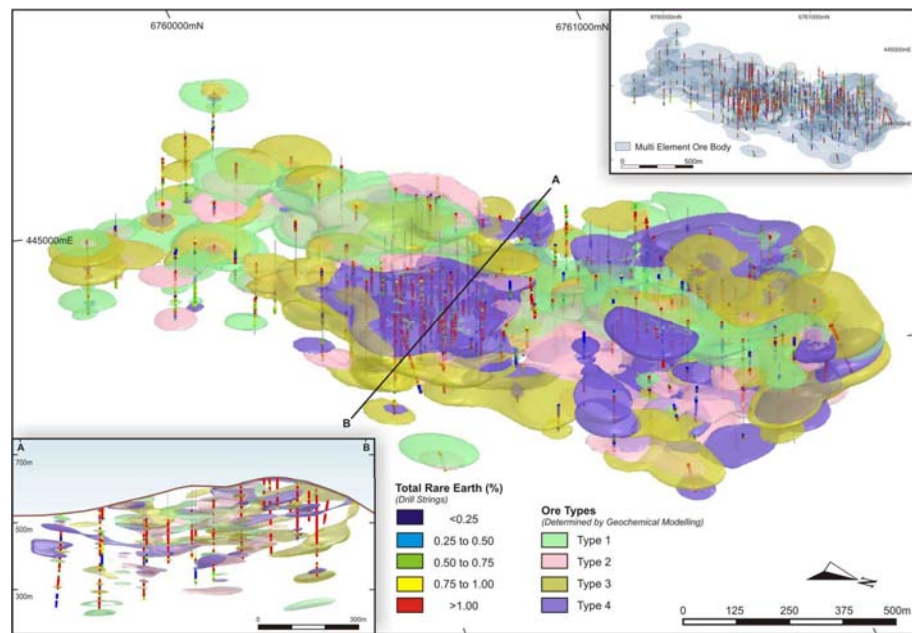 6760000mN
6761000mN
6760000mN
6761000mN
445000mE
Multi Element Ore Body
0 500m
445000mE
A
B
A
B
700m
500m
300m
0 300m
Total Rare Earth (%)
(Drill Strings)
<0.25
0.25 to 0.50
0.50 to 0.75
0.75 to 1.00
>1.00
Ore Types
(Determined by Geochemical Modelling)
Type 1
Type 2
Type 3
Type 4
0 125 250 375 500m